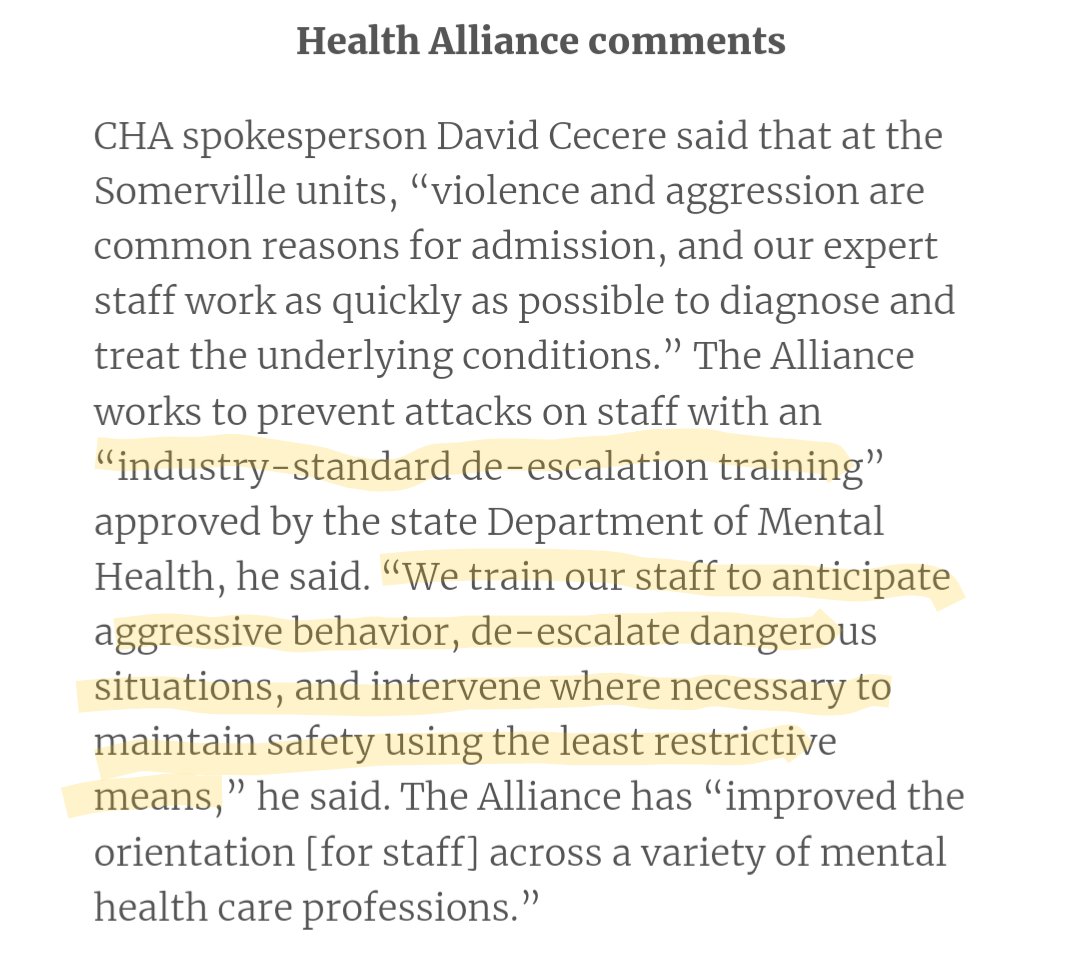 Health Alliance comments
CHA spokesperson David Cecere said that at the
Somerville units, “violence and aggression are
common reasons for admission, and our expert
staff work as quickly as possible to diagnose and
treat the underlying conditions.” The Alliance
works to prevent attacks on staff with an
“industry-standard de-escalation training”
approved by the state Department of Mental
Health, he said. “We train our staff to anticipate
aggressive behavior, de-escalate dangerous
situations, and intervene where necessary to
maintain safety using the least restrictive
means,” he said. The Alliance has “improved the
orientation [for staff] across a variety of mental
health care professions.”